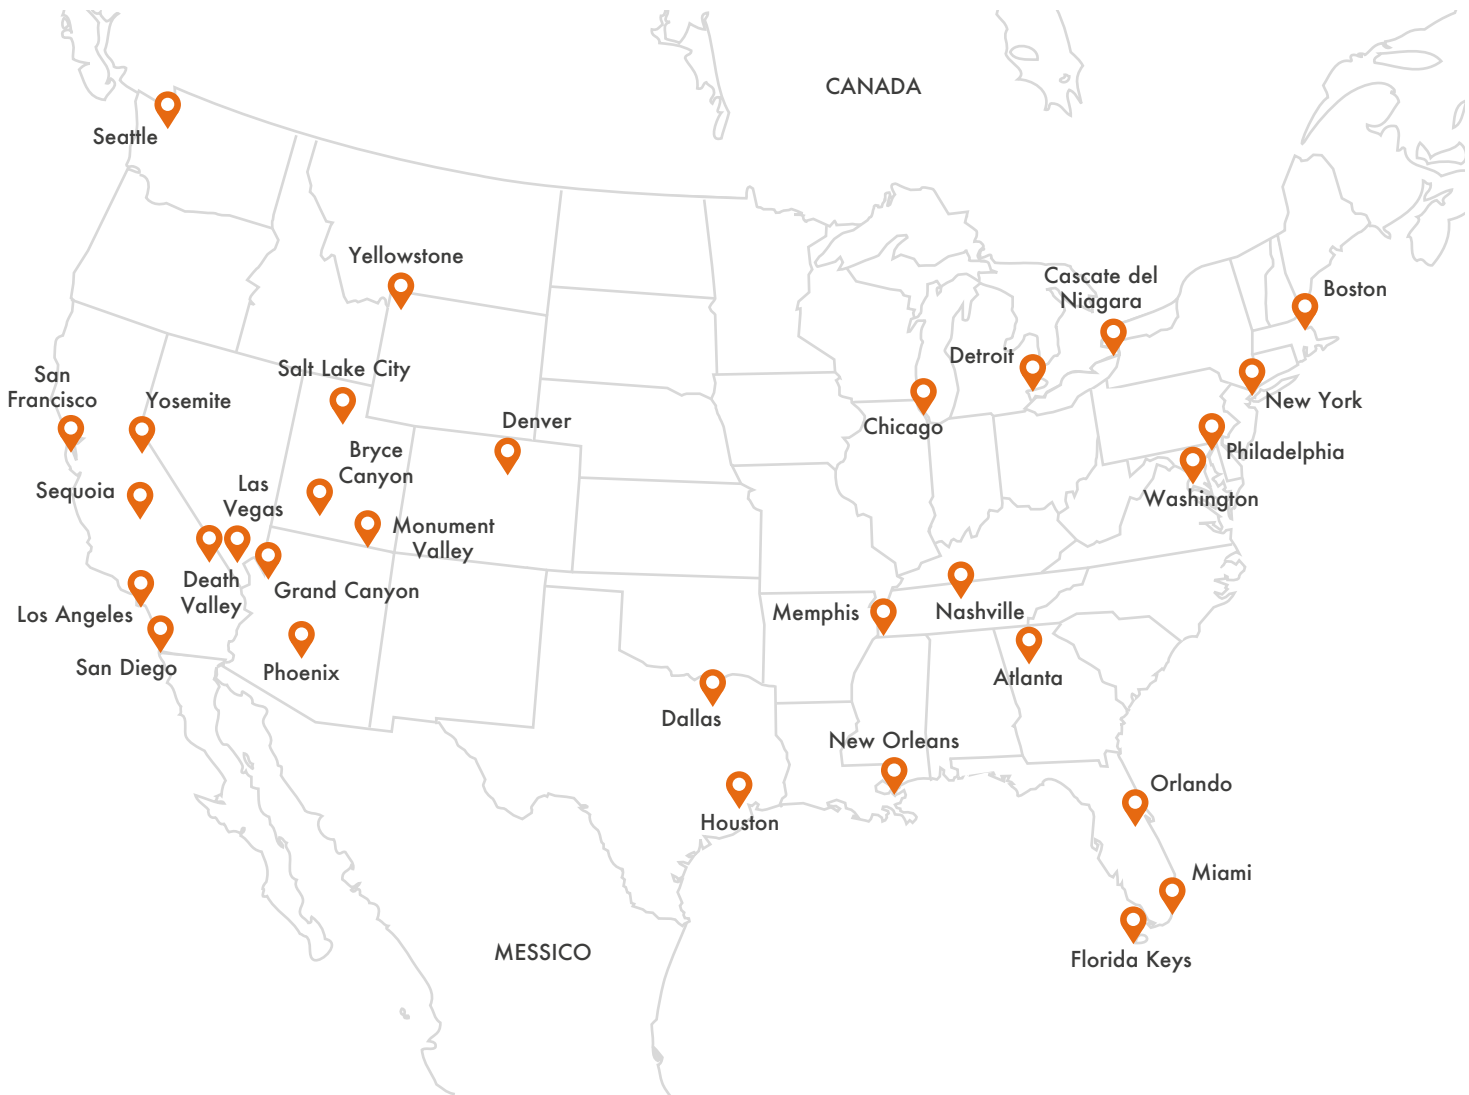 CANADA
Seattle
Yellowstone
Cascate del
Niagara
Boston
Detroit
Salt Lake City
San
Francisco
Yosemite
New York
Denver
Chicago
Bryce
Canyon
Philadelphia
Sequoia
Las
Vegas
Washington
Monument
Valley
Death
Valley
Grand Canyon
Los Angeles
Memphis
Nashville
San Diego
Phoenix
Atlanta
Dallas
New Orleans
Orlando
Houston
Miami
MESSICO
Florida Keys